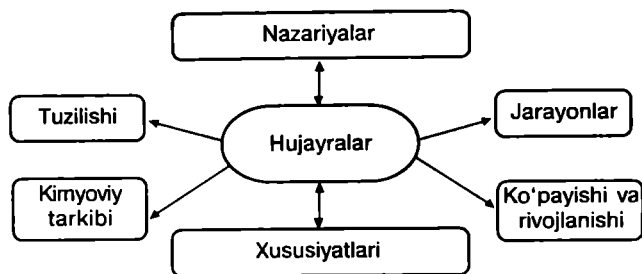 Nazariyalar
Tuzilishi
Jarayonlar
Hujayralar
Kimyoviy
tarkibi
Ko‘payishi va
rivojlanishi
Xususiyatlari